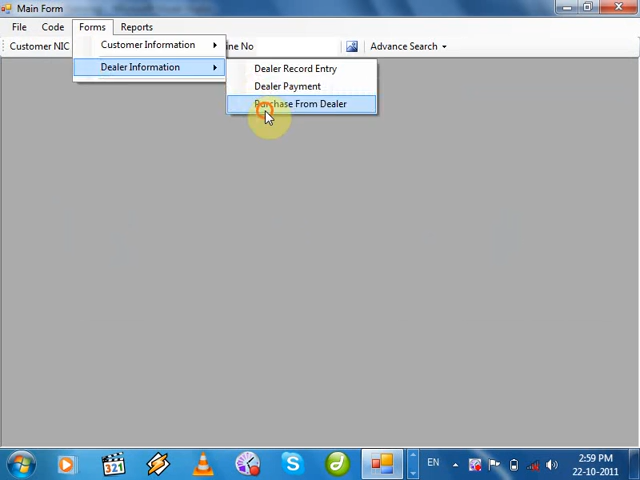 Main Form
File Code Forms Reports
Customer NIC
ine No
Advance Search
Customer Information
Dealer Information
Dealer Record Entry
Dealer Payment
Purchase From Dealer
321
EN
2:59 PM
22-10-2011